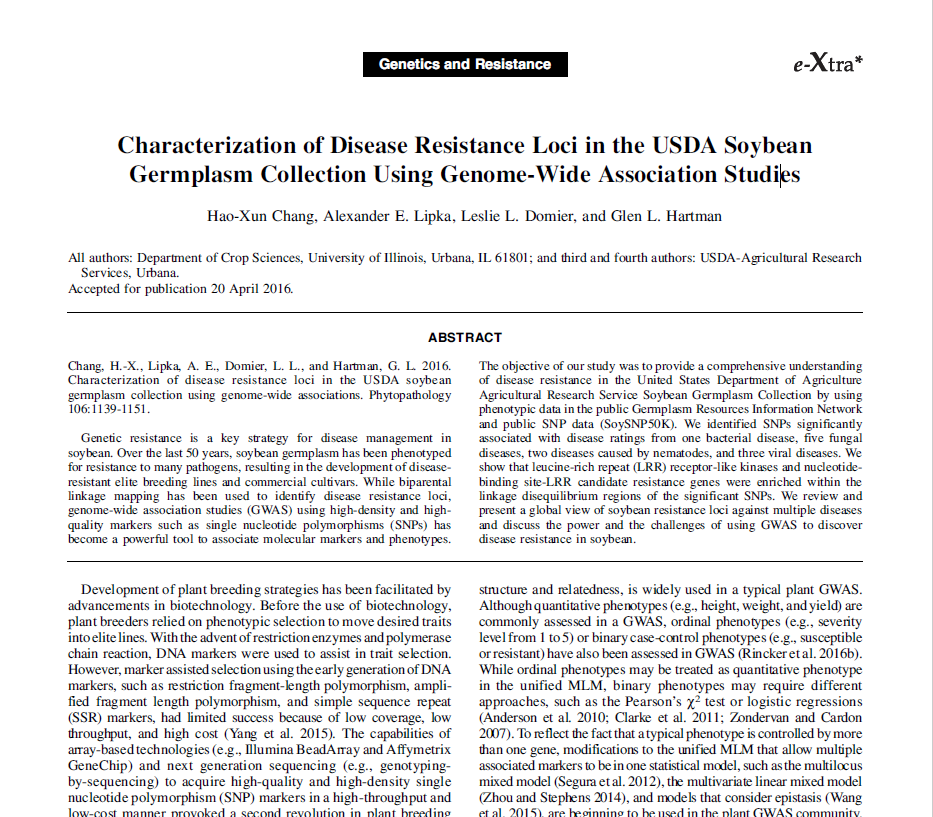 Genetics and Resistance
e-Xtra*
Characterization of Disease Resistance Loci in the USDA Soybean
Germplasm Collection Using Genome-Wide Association Studies
Hao-Xun Chang, Alexander E. Lipka, Leslie L. Domier, and Glen L. Hartman
All authors: Department of Crop Sciences, University of Illinois, Urbana, IL 61801; and third and fourth authors: USDA-Agricultural Research
Services, Urbana.
Accepted for publication 20 April 2016.
ABSTRACT
Chang, H.-X., Lipka, A. E., Domier, L. L., and Hartman, G. L. 2016.
Characterization of disease resistance loci in the USDA soybean
germplasm collection using genome-wide associations. Phytopathology
106:1139-1151.
Genetic resistance is a key strategy for disease management in
soybean. Over the last 50 years, soybean germplasm has been phenotyped
for resistance to many pathogens, resulting in the development of disease-
resistant elite breeding lines and commercial cultivars. While biparental
linkage mapping has been used to identify disease resistance loci,
genome-wide association studies (GWAS) using high-density and high-
quality markers such as single nucleotide polymorphisms (SNPs) has
become a powerful tool to associate molecular markers and phenotypes.
The objective of our study was to provide a comprehensive understanding
of disease resistance in the United States Department of Agriculture
Agricultural Research Service Soybean Germplasm Collection by using
phenotypic data in the public Germplasm Resources Information Network
and public SNP data (SoySNP50K). We identified SNPs significantly
associated with disease ratings from one bacterial disease, five fungal
diseases, two diseases caused by nematodes, and three viral diseases. We
show that leucine-rich repeat (LRR) receptor-like kinases and nucleotide-
binding site-LRR candidate resistance genes were enriched within the
linkage disequilibrium regions of the significant SNPs. We review and
present a global view of soybean resistance loci against multiple diseases
and discuss the power and the challenges of using GWAS to discover
disease resistance in soybean.
Development of plant breeding strategies has been facilitated by
advancements in biotechnology. Before the use of biotechnology,
plant breeders relied on phenotypic selection to move desired traits
into elite lines. With the advent of restriction enzymes and polymerase
chain reaction, DNA markers were used to assist in trait selection.
However, marker assisted selection using the early generation of DNA
markers, such as restriction fragment-length polymorphism, ampli-
fied fragment length polymorphism, and simple sequence repeat
(SSR) markers, had limited success because of low coverage, low
throughput, and high cost (Yang et al. 2015). The capabilities of
array-based technologies (e.g., Illumina BeadArray and Affymetrix
GeneChip) and next generation sequencing (e.g., genotyping-
by-sequencing) to acquire high-quality and high-density single
nucleotide polymorphism (SNP) markers in a high-throughput and
low-cost manner provoked a second revolution in plant breeding
structure and relatedness, is widely used in a typical plant GWAS.
Although quantitative phenotypes (e.g., height, weight, and yield) are
commonly assessed in a GWAS, ordinal phenotypes (e.g., severity
level from 1 to 5) or binary case-control phenotypes (e.g., susceptible
or resistant) have also been assessed in GWAS (Rincker et al. 2016b).
While ordinal phenotypes may be treated as quantitative phenotype
in the unified MLM, binary phenotypes may require different
approaches, such as the Pearson's χ² test or logistic regressions
(Anderson et al. 2010; Clarke et al. 2011; Zondervan and Cardon
2007). To reflect the fact that a typical phenotype is controlled by more
than one gene, modifications to the unified MLM that allow multiple
associated markers to be in one statistical model, such as the multilocus
mixed model (Segura et al. 2012), the multivariate linear mixed model
(Zhou and Stephens 2014), and models that consider epistasis (Wang
et al. 2015), are beginning to be used in the plant GWAS community.